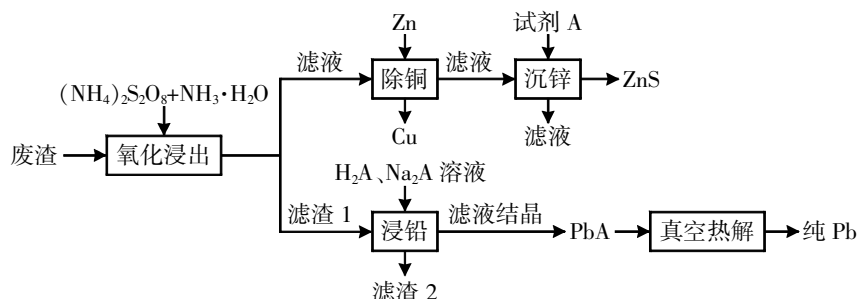 Zn
试剂 A
滤液
除铜
滤液
沉锌
ZnS
(NH₄)₂S₂O₈+NH₃·H₂O
Cu
滤液
废渣
氧化浸出
H₂A、Na₂A 溶液
滤渣 1
浸铅
滤液结晶
PbA
真空热解
纯 Pb
滤渣 2